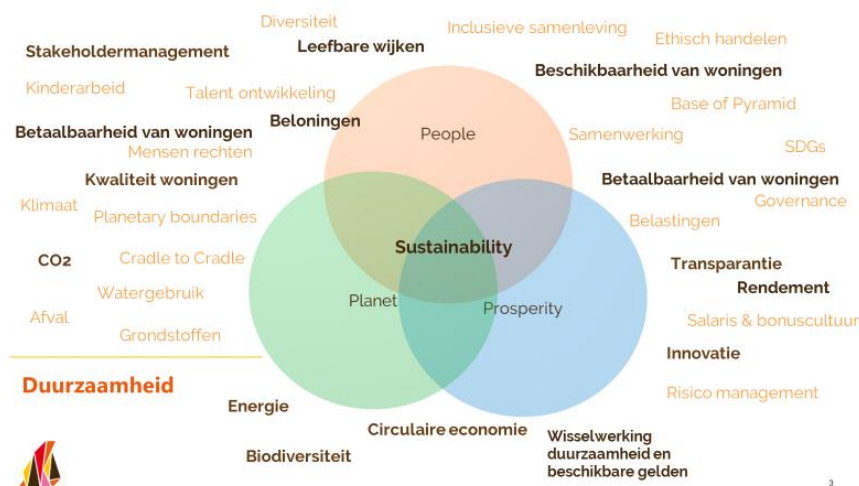 Diversiteit
Inclusieve samenleving
Ethisch handelen
Stakeholdermanagement
Leefbare wijken
Beschikbaarheid van woningen
Kinderarbeid
Talent ontwikkeling
Base of Pyramid
Betaalbaarheid van woningen
Beloningen
People
Samenwerking
SDGs
Mensen rechten
Kwaliteit woningen
Betaalbaarheid van woningen
Klimaat
Planetary boundaries
Governance
Belastingen
CO2
Cradle to Cradle
Sustainability
Transparantie
Watergebruik
Rendement
Afval
Planet
Prosperity
Salaris & bonuscultuur
Grondstoffen
Innovatie
Duurzaamheid
Risico management
Energie
Circulaire economie
Biodiversiteit
Wisselwerking
duurzaamheid en
beschikbare gelden
3